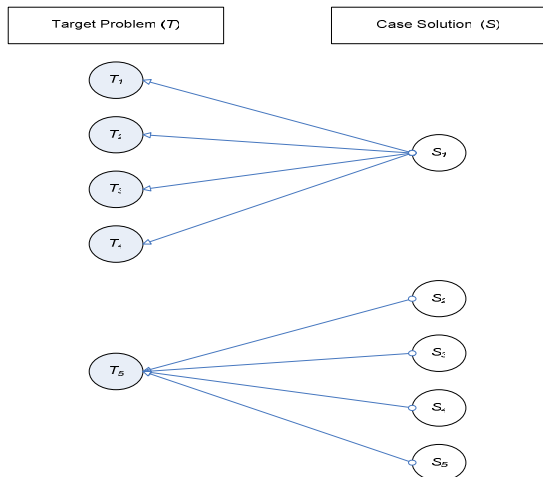 Target Problem (T)
Case Solution (S)
T₁
T₂
T₃
T₄
S₁
S₂
S₃
S₄
S₅
T₅